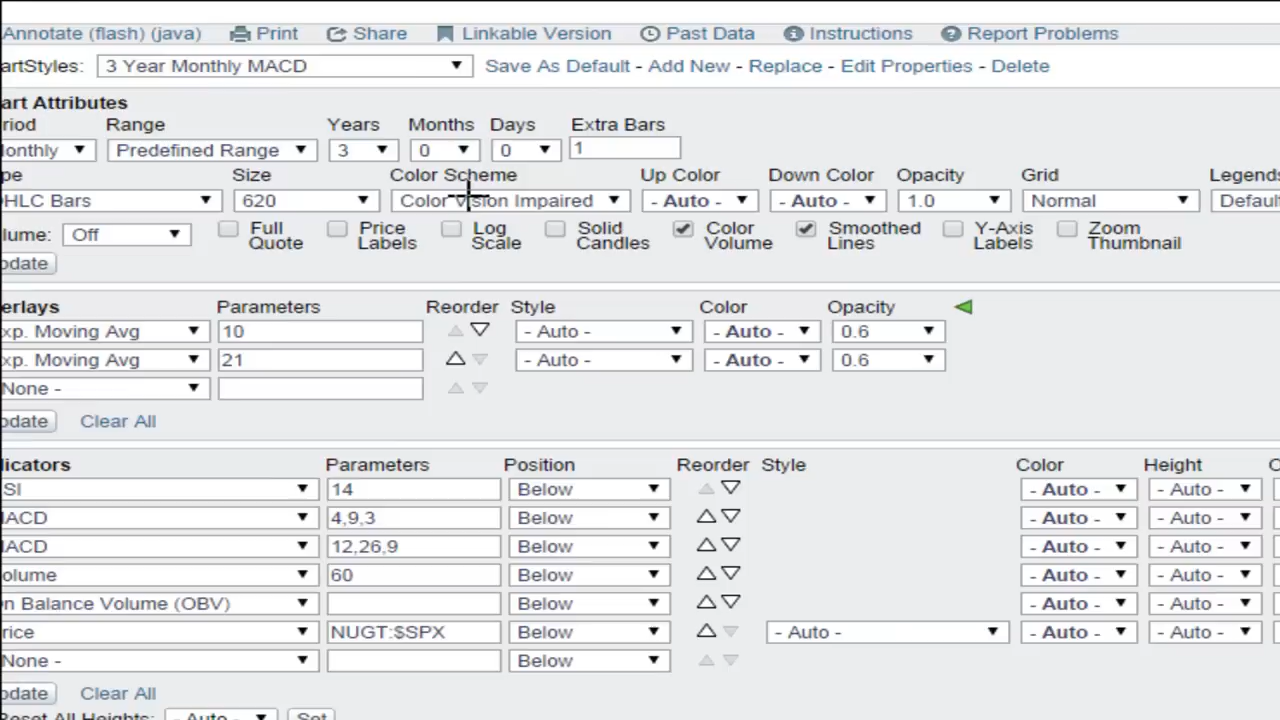 Annotate (flash) (java) Print Share Linkable Version Past Data Instructions Report Problems
artStyles: 3 Year Monthly MACD Save As Default - Add New - Replace - Edit Properties - Delete
art Attributes
riod Range Years Months Days Extra Bars
onthly Predefined Range 3 0 0 1
pe Size Color Scheme Up Color Down Color Opacity Grid Legends
HLC Bars 620 Color Vision Impaired - Auto - - Auto - 1.0 Normal Default
lume: Off Full Quote Price Labels Log Scale Solid Candles Color Volume Smoothed Lines Y-Axis Labels Zoom Thumbnail
pdate
erlays Parameters Reorder Style Color Opacity
xp. Moving Avg 10 - Auto - - Auto - 0.6
xp. Moving Avg 21 - Auto - - Auto - 0.6
None -
pdate Clear All
dicators Parameters Position Reorder Style Color Height
SI 14 Below - Auto - - Auto -
ACD 4,9,3 Below - Auto - - Auto -
ACD 12,26,9 Below - Auto - - Auto -
olume 60 Below - Auto - - Auto -
n Balance Volume (OBV) Below - Auto - - Auto -
rice NUGT:$SPX Below - Auto - - Auto - - Auto -
None - Below
pdate Clear All
Reset All Heights: - Auto - Set